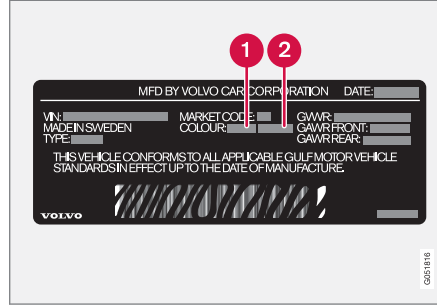 1 2
MFD BY VOLVO CAR CORPORATION DATE:
VIN: MARKET CODE: GVWR:
MADE IN SWEDEN COLOUR: GAWR FRONT:
TYPE: GAWR REAR:
THIS VEHICLE CONFORMS TO ALL APPLICABLE GULF MOTOR VEHICLE
STANDARDS IN EFFECT UP TO THE DATE OF MANUFACTURE.
VOLVO
G051816